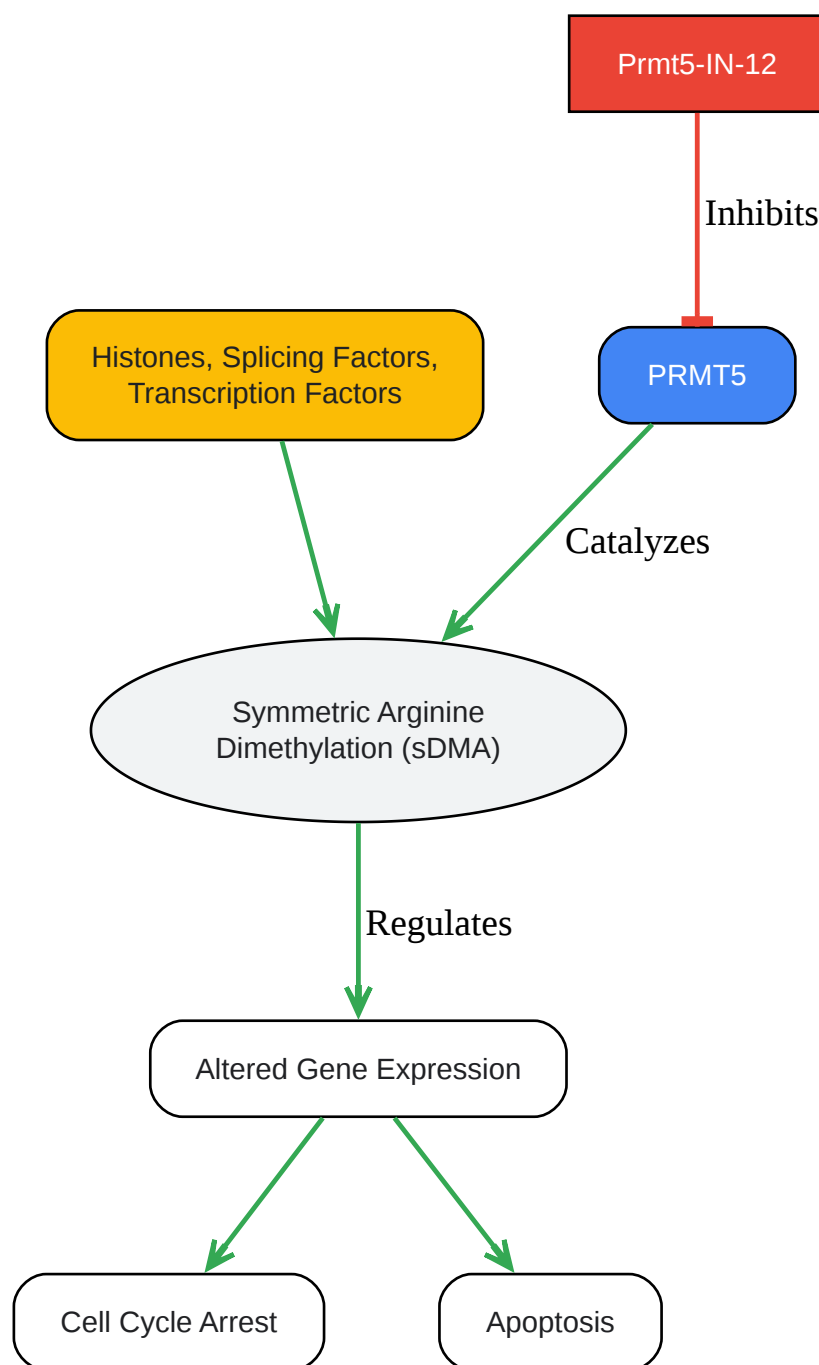 Prmt5-IN-12
Inhibits
Histones, Splicing Factors,
Transcription Factors
PRMT5
Catalyzes
Symmetric Arginine
Dimethylation (sDMA)
Regulates
Altered Gene Expression
Cell Cycle Arrest
Apoptosis